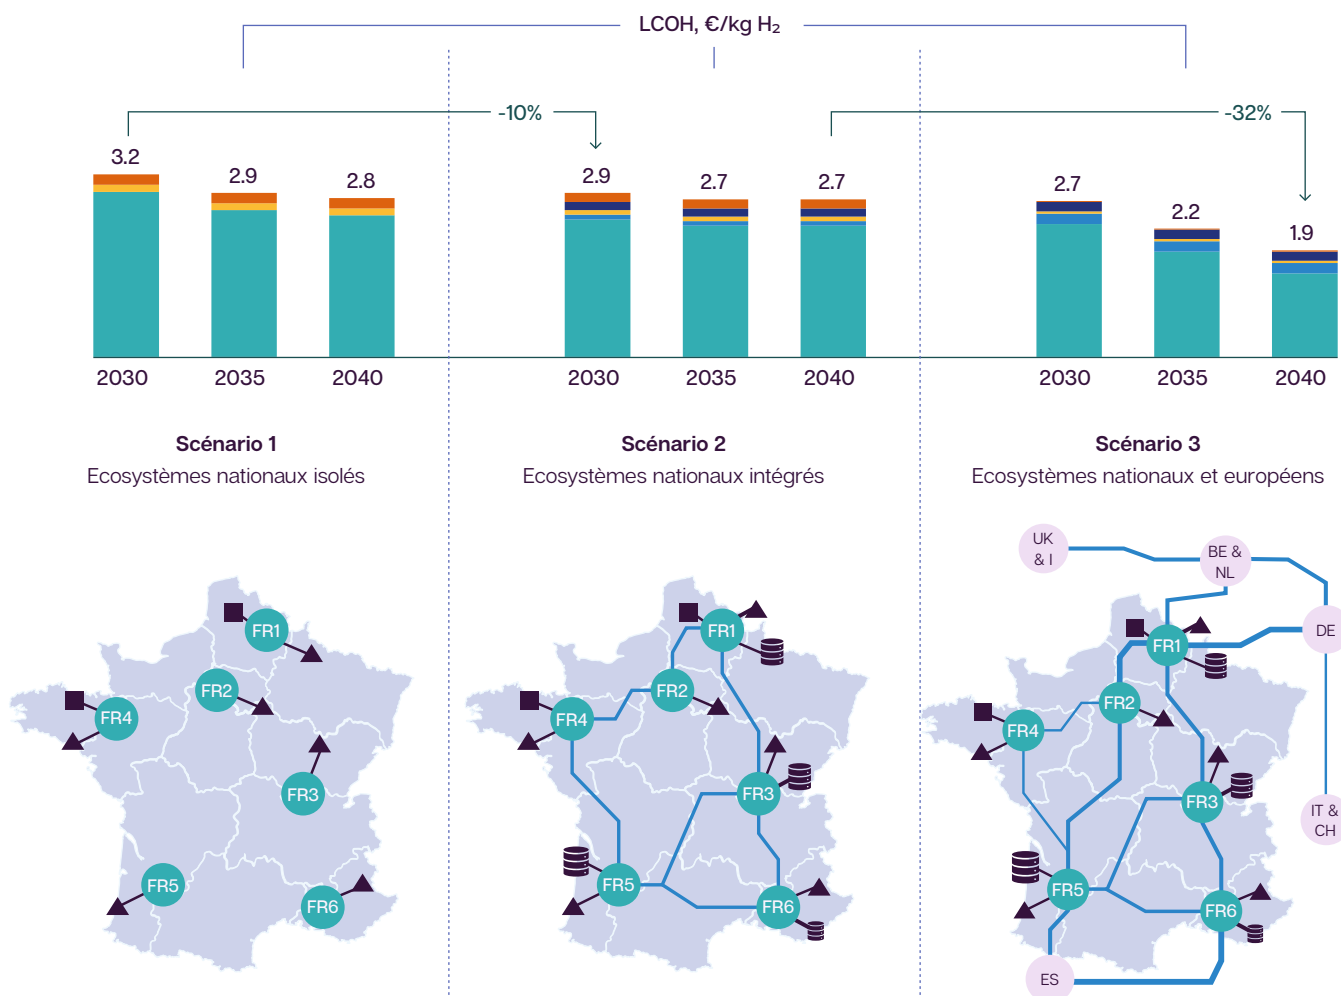 LCOH, €/kg H₂
-10%
-32%
3.2
2.9
2.8
2.9
2.7
2.7
2.7
2.2
1.9
2030
2035
2040
2030
2035
2040
2030
2035
2040
Scénario 1
Ecosystèmes nationaux isolés
Scénario 2
Ecosystèmes nationaux intégrés
Scénario 3
Ecosystèmes nationaux et européens
FR1
FR2
FR4
FR3
FR5
FR6
FR1
FR2
FR4
FR3
FR5
FR6
UK
& I
BE &
NL
DE
FR1
FR2
FR4
FR3
IT &
CH
FR5
FR6
ES